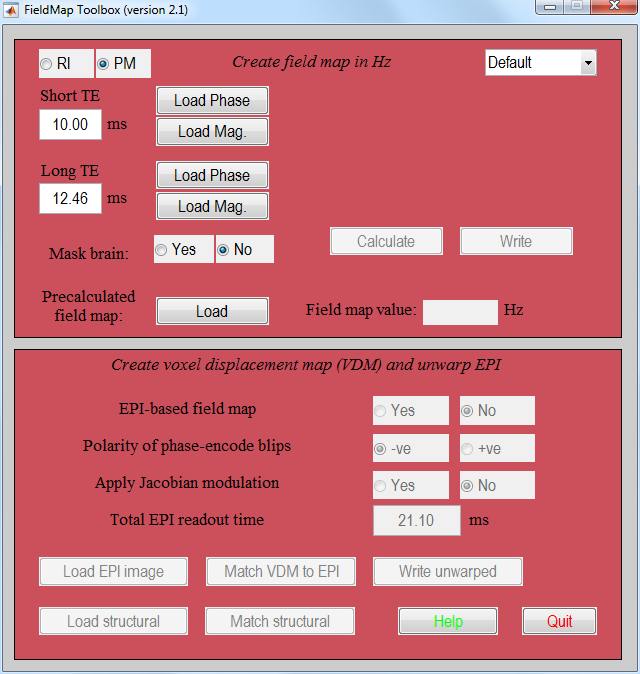 FieldMap Toolbox (version 2.1)
RI PM Create field map in Hz Default
Short TE
Load Phase
10.00 ms
Load Mag.
Long TE
Load Phase
12.46 ms
Load Mag.
Calculate Write
Mask brain: Yes No
Precalculated
field map:
Load Field map value: Hz
Create voxel displacement map (VDM) and unwarp EPI
EPI-based field map Yes No
Polarity of phase-encode blips -ve +ve
Apply Jacobian modulation Yes No
Total EPI readout time 21.10 ms
Load EPI image Match VDM to EPI Write unwarped
Load structural Match structural Help Quit